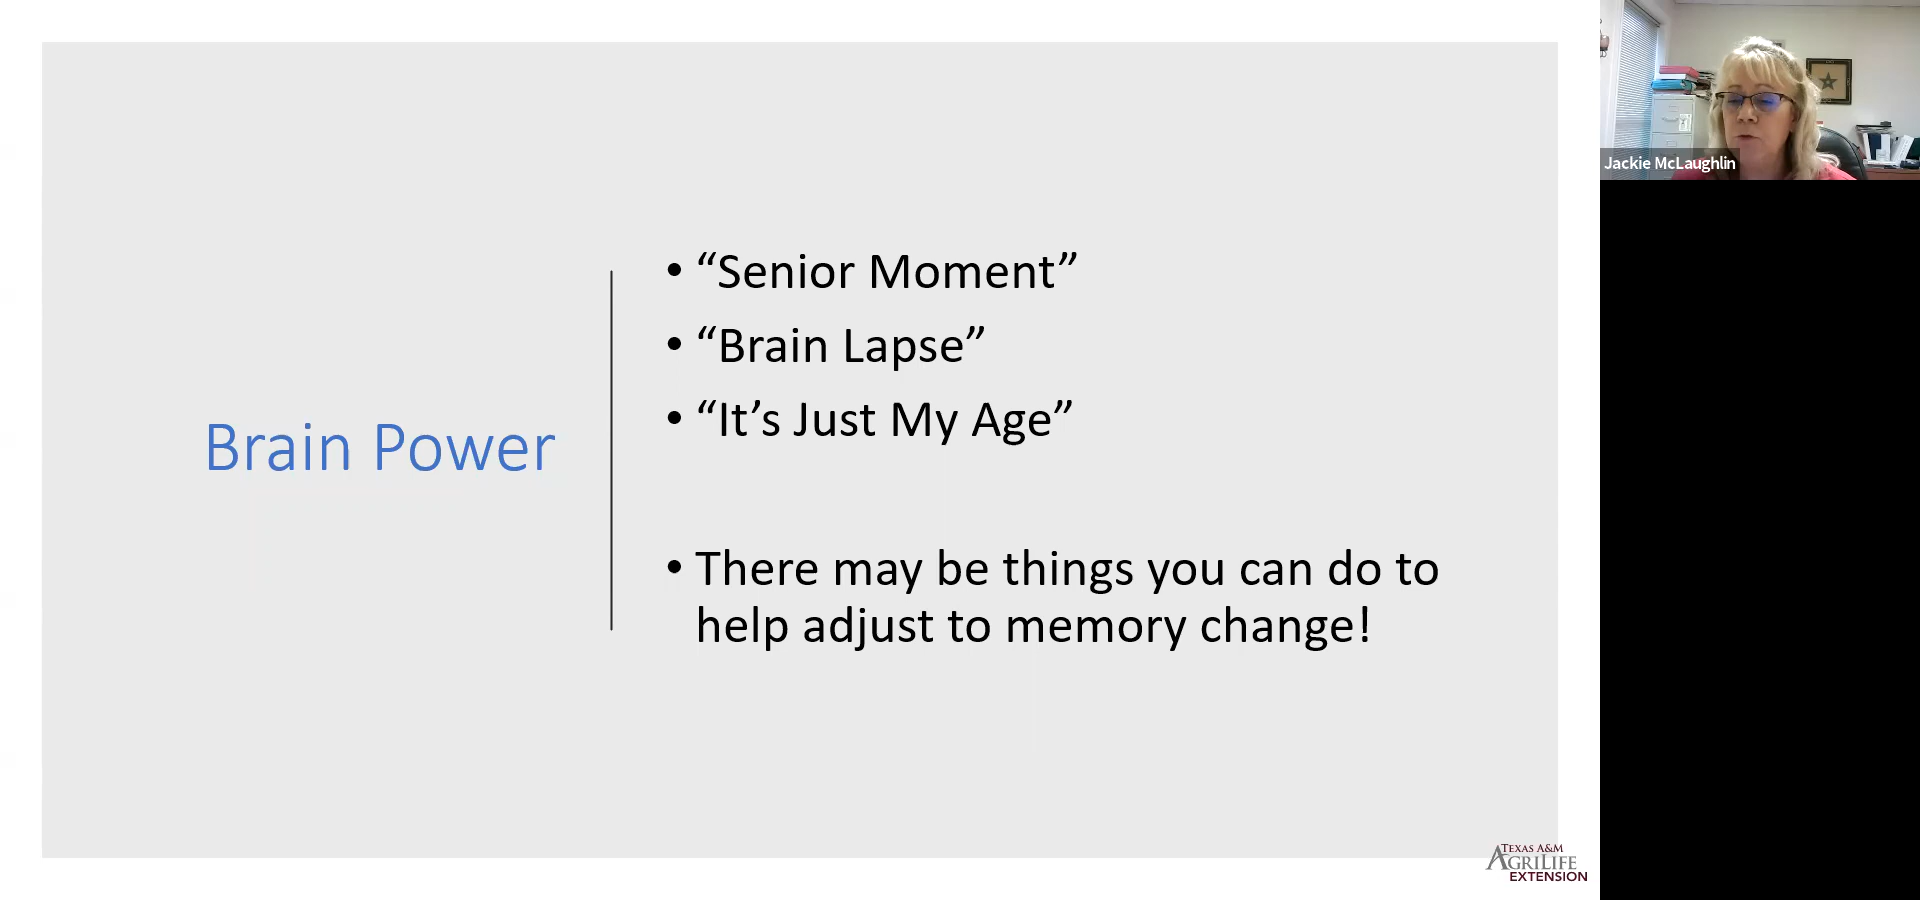 Brain Power
• “Senior Moment”
• “Brain Lapse”
• “It’s Just My Age”
• There may be things you can do to
help adjust to memory change!
Jackie McLaughlin
TEXAS A&M
AGRILIFE
EXTENSION